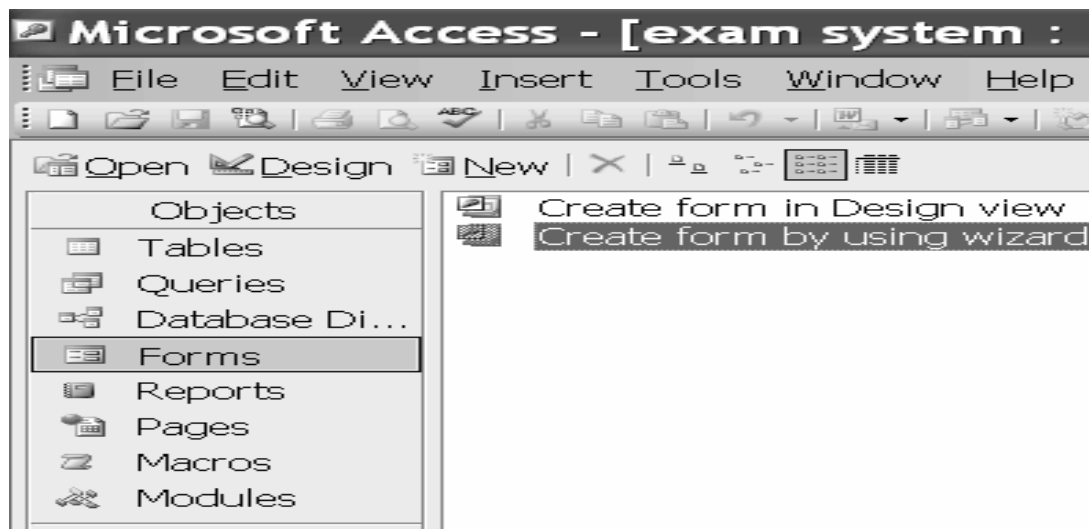 Microsoft Access - [exam system :
File Edit View Insert Tools Window Help
Open Design New
Objects
Tables
Queries
Database Di...
Forms
Reports
Pages
Macros
Modules
Create form in Design view
Create form by using wizard